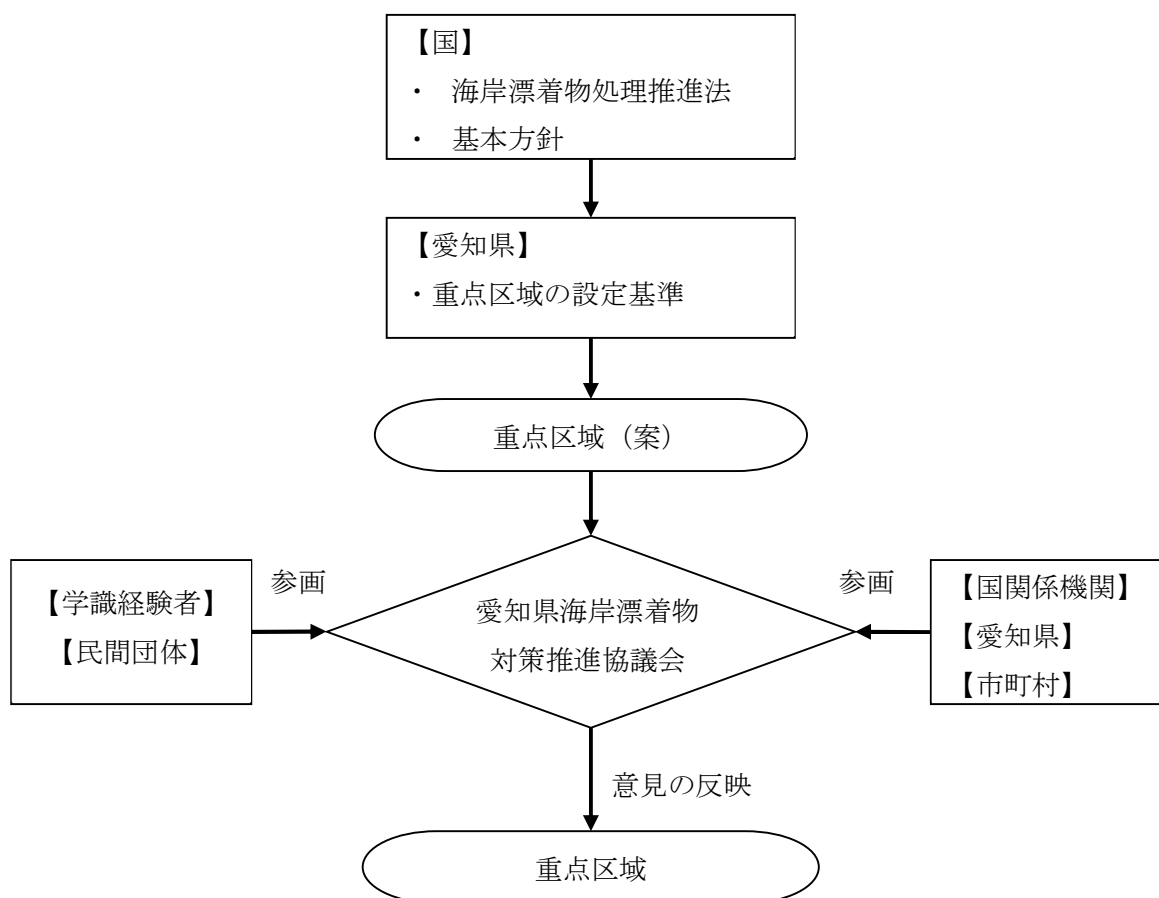 【国】
・ 海岸漂着物処理推進法
・ 基本方針
【愛知県】
・重点区域の設定基準
重点区域（案）
【学識経験者】
【民間団体】
参画
愛知県海岸漂着物
対策推進協議会
参画
【国関係機関】
【愛知県】
【市町村】
意見の反映
重点区域